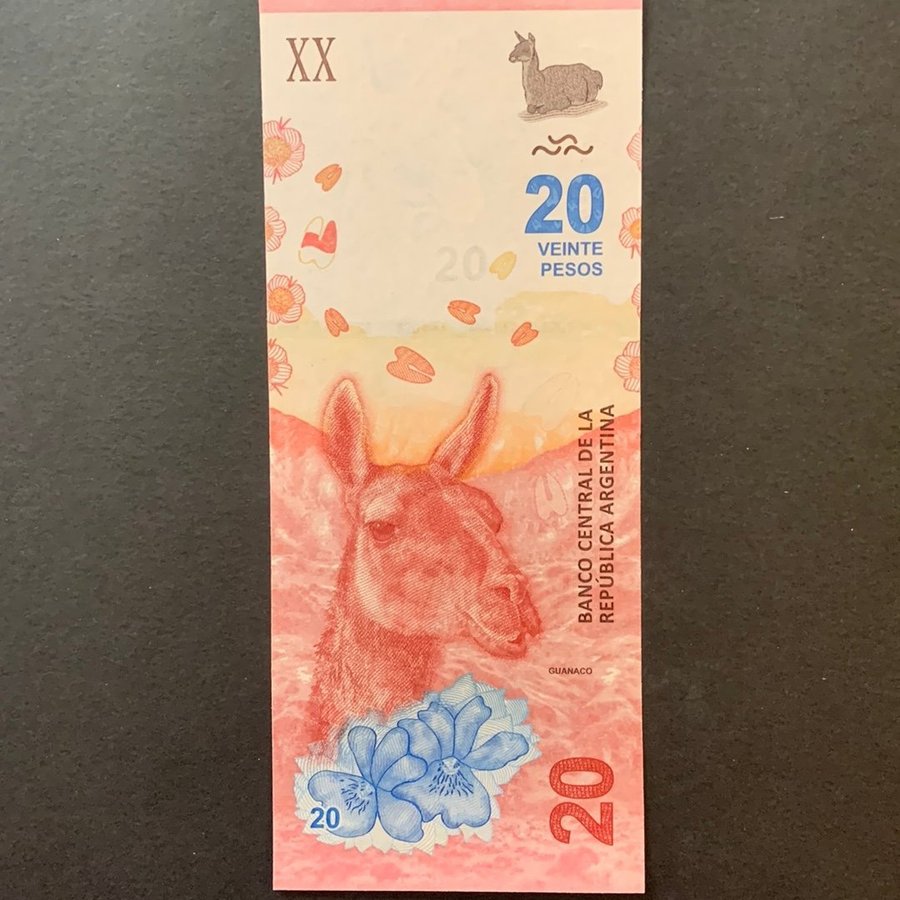 XX
20
VEINTE
PESOS
20
BANCO CENTRAL DE LA
REPÚBLICA ARGENTINA
GUANACO
20
20